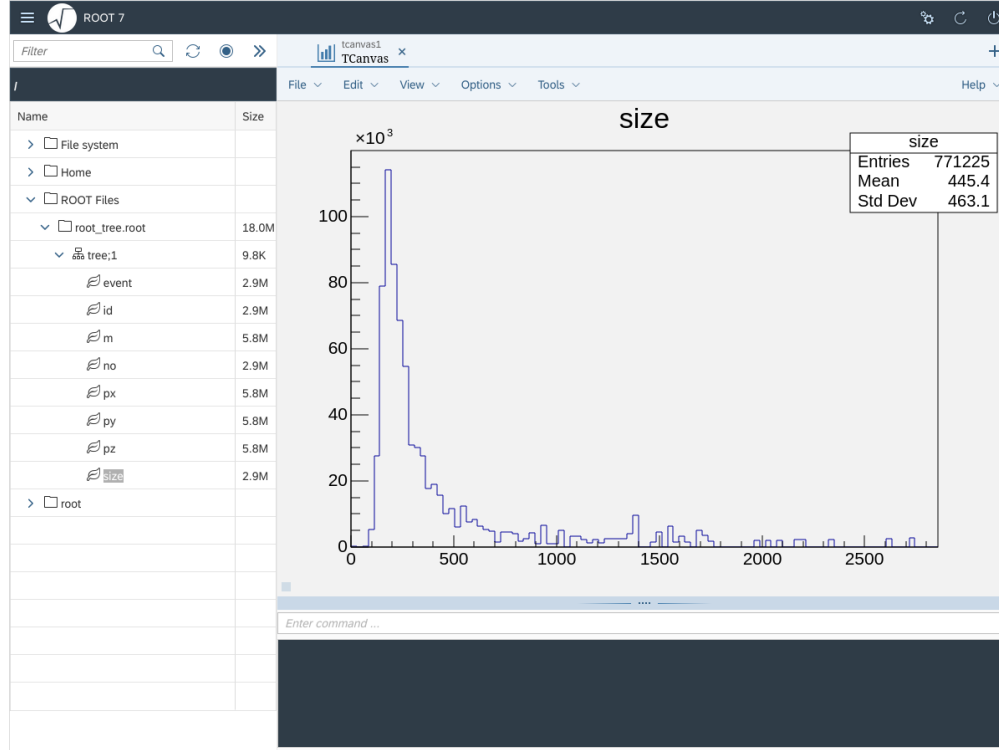 ROOT 7
Filter
tcanvas1
TCanvas
/
File Edit View Options Tools Help
Name Size
File system
Home
ROOT Files
root_tree.root 18.0M
tree;1 9.8K
event 2.9M
id 2.9M
m 5.8M
no 2.9M
px 5.8M
py 5.8M
pz 5.8M
size 2.9M
root
size
×10³
size
Entries 771225
Mean 445.4
Std Dev 463.1
100
80
60
40
20
0
0 500 1000 1500 2000 2500
Enter command ...